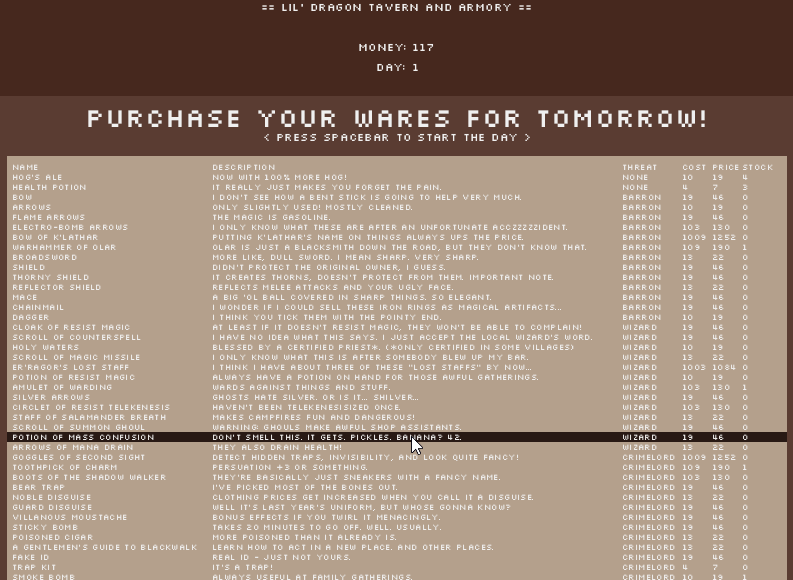 == LIL' DRAGON TAVERN AND ARMORY ==
MONEY: 117
DAY: 1
PURCHASE YOUR WARES FOR TOMORROW!
< PRESS SPACEBAR TO START THE DAY >
NAME DESCRIPTION THREAT COST PRICE STOCK
HOG'S ALE NOW WITH 100% MORE HOG! NONE 10 19 4
HEALTH POTION IT REALLY JUST MAKES YOU FORGET THE PAIN. NONE 4 7 3
BOW I DON'T SEE HOW A BENT STICK IS GOING TO HELP VERY MUCH. BARRON 19 46 0
ARROWS ONLY SLIGHTLY USED! MOSTLY CLEANED. BARRON 10 19 0
FLAME ARROWS THE MAGIC IS GASOLINE. BARRON 19 46 0
ELECTRO-BOMB ARROWS I ONLY KNOW WHAT THESE ARE AFTER AN UNFORTUNATE ACCZZZZZIDENT. BARRON 103 130 0
BOW OF K'LATHAR PUTTING K'LATHAR'S NAME ON THINGS ALWAYS UPS THE PRICE. BARRON 1009 1252 0
WARHAMMER OF OLAR OLAR IS JUST A BLACKSMITH DOWN THE ROAD, BUT THEY DON'T KNOW THAT. BARRON 109 190 1
BROADSWORD MORE LIKE, DULL SWORD. I MEAN SHARP. VERY SHARP. BARRON 13 22 0
SHIELD DIDN'T PROTECT THE ORIGINAL OWNER, I GUESS. BARRON 19 46 0
THORNY SHIELD IT CREATES THORNS, DOESN'T PROTECT FROM THEM. IMPORTANT NOTE. BARRON 19 46 0
REFLECTOR SHIELD REFLECTS MELEE ATTACKS AND YOUR UGLY FACE. BARRON 13 22 0
MACE A BIG 'OL BALL COVERED IN SHARP THINGS. SO ELEGANT. BARRON 19 46 0
CHAINMAIL I WONDER IF I COULD SELL THESE IRON RINGS AS MAGICAL ARTIFACTS... BARRON 19 46 0
DAGGER I THINK YOU TICK THEM WITH THE POINTY END. BARRON 10 19 0
CLOAK OF RESIST MAGIC AT LEAST IF IT DOESN'T RESIST MAGIC, THEY WON'T BE ABLE TO COMPLAIN! WIZARD 19 46 0
SCROLL OF COUNTERSPELL I HAVE NO IDEA WHAT THIS SAYS. I JUST ACCEPT THE LOCAL WIZARD'S WORD. WIZARD 19 46 0
HOLY WATERS BLESSED BY A CERTIFIED PRIEST*. (*ONLY CERTIFIED IN SOME VILLAGES) WIZARD 10 19 0
SCROLL OF MAGIC MISSILE I ONLY KNOW WHAT THIS IS AFTER SOMEBODY BLEW UP MY BAR. WIZARD 13 22 0
ER'RAGOR'S LOST STAFF I THINK I HAVE ABOUT THREE OF THESE "LOST STAFFS" BY NOW... WIZARD 1003 1084 0
POTION OF RESIST MAGIC ALWAYS HAVE A POTION ON HAND FOR THOSE AWFUL GATHERINGS. WIZARD 10 19 0
AMULET OF WARDING WARDS AGAINST THINGS AND STUFF. WIZARD 103 130 1
SILVER ARROWS GHOSTS HATE SILVER. OR IS IT... SHILVER... WIZARD 19 46 0
CIRCLET OF RESIST TELEKENESIS HAVEN'T BEEN TELEKENESISIZED ONCE. WIZARD 103 130 0
STAFF OF SALAMANDER BREATH MAKES CAMPFIRES FUN AND DANGEROUS! WIZARD 13 22 0
SCROLL OF SUMMON GHOUL WARNING: GHOULS MAKE AWFUL SHOP ASSISTANTS. WIZARD 19 46 0
POTION OF MASS CONFUSION DON'T SMELL THIS. IT GETS. PICKLES. BANANA? 42. WIZARD 19 46 0
ARROWS OF MANA DRAIN THEY ALSO DRAIN HEALTH! WIZARD 13 22 0
GOGGLES OF SECOND SIGHT DETECT HIDDEN TRAPS, INVISIBILITY, AND LOOK QUITE FANCY! CRIMELORD 1009 1252 0
TOOTHPICK OF CHARM PERSUATION +3 OR SOMETHING. CRIMELORD 109 190 1
BOOTS OF THE SHADOW WALKER THEY'RE BASICALLY JUST SNEAKERS WITH A FANCY NAME. CRIMELORD 103 130 0
BEAR TRAP I'VE PICKED MOST OF THE BONES OUT. CRIMELORD 19 46 0
NOBLE DISGUISE CLOTHING PRICES GET INCREASED WHEN YOU CALL IT A DISGUISE. CRIMELORD 13 22 0
GUARD DISGUISE WELL IT'S LAST YEAR'S UNIFORM, BUT WHOSE GONNA KNOW? CRIMELORD 19 46 0
VILLANOUS MOUSTACHE BONUS EFFECTS IF YOU TWIRL IT MENACINGLY. CRIMELORD 19 46 0
STICKY BOMB TAKES 20 MINUTES TO GO OFF. WELL. USUALLY. CRIMELORD 19 46 0
POISONED CIGAR MORE POISONED THAN IT ALREADY IS. CRIMELORD 13 22 0
A GENTLEMEN'S GUIDE TO BLACKWALK LEARN HOW TO ACT IN A NEW PLACE. AND OTHER PLACES. CRIMELORD 13 22 0
FAKE ID REAL ID - JUST NOT YOURS. CRIMELORD 19 46 0
TRAP KIT IT'S A TRAP! CRIMELORD 4 7 0
SMOKE BOMB ALWAYS USEFUL AT FAMILY GATHERINGS. CRIMELORD 10 19 1